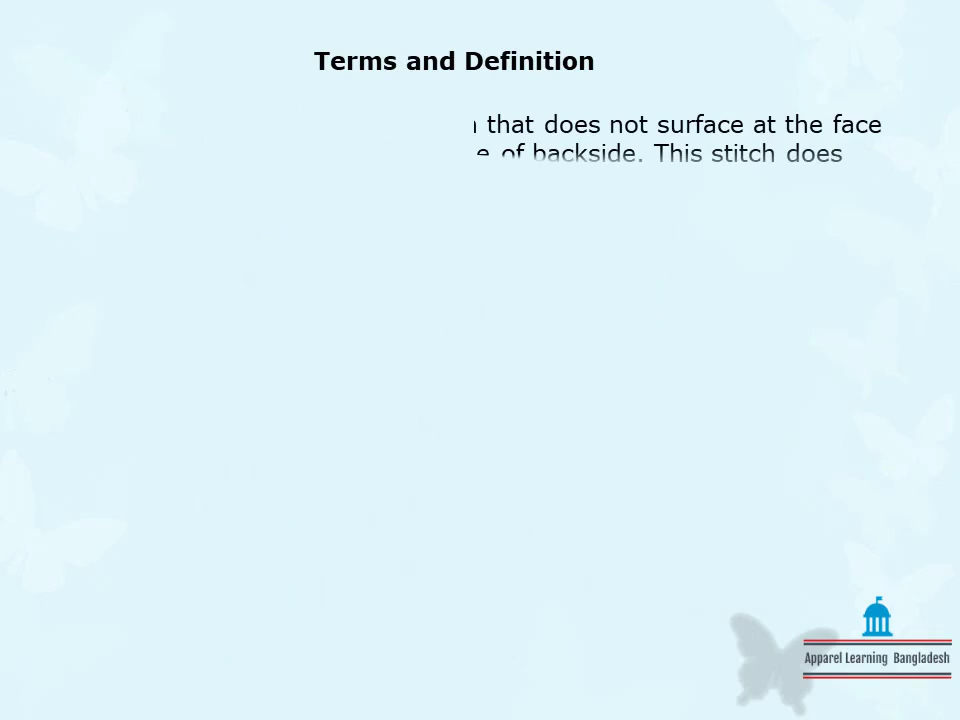 Terms and Definition
that does not surface at the face
of backside. This stitch does
Apparel Learning Bangladesh